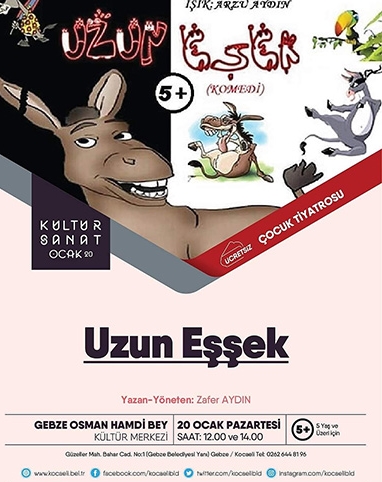 IŞIK: ARZU AYDIN
UZUN
5+
(KOMEDİ)
KÜLTÜR
SANAT
OCAK 20
ÜCRETSİZ
ÇOCUK TİYATROSU
Uzun Eşşek
Yazan-Yöneten: Zafer AYDIN
GEBZE OSMAN HAMDİ BEY
KÜLTÜR MERKEZİ
20 OCAK PAZARTESİ
SAAT: 12.00 ve 14.00
5+
5 Yaş ve
Üzeri için
Güzeller Mah. Bahar Cad. No:1 (Gebze Belediyesi Yanı) Gebze / Kocaeli Tel: 0262 644 81 96
www.kocaeli.bel.tr
facebook.com/kocaelibld
twitter.com/kocaelibld
instagram.com/kocaelibld